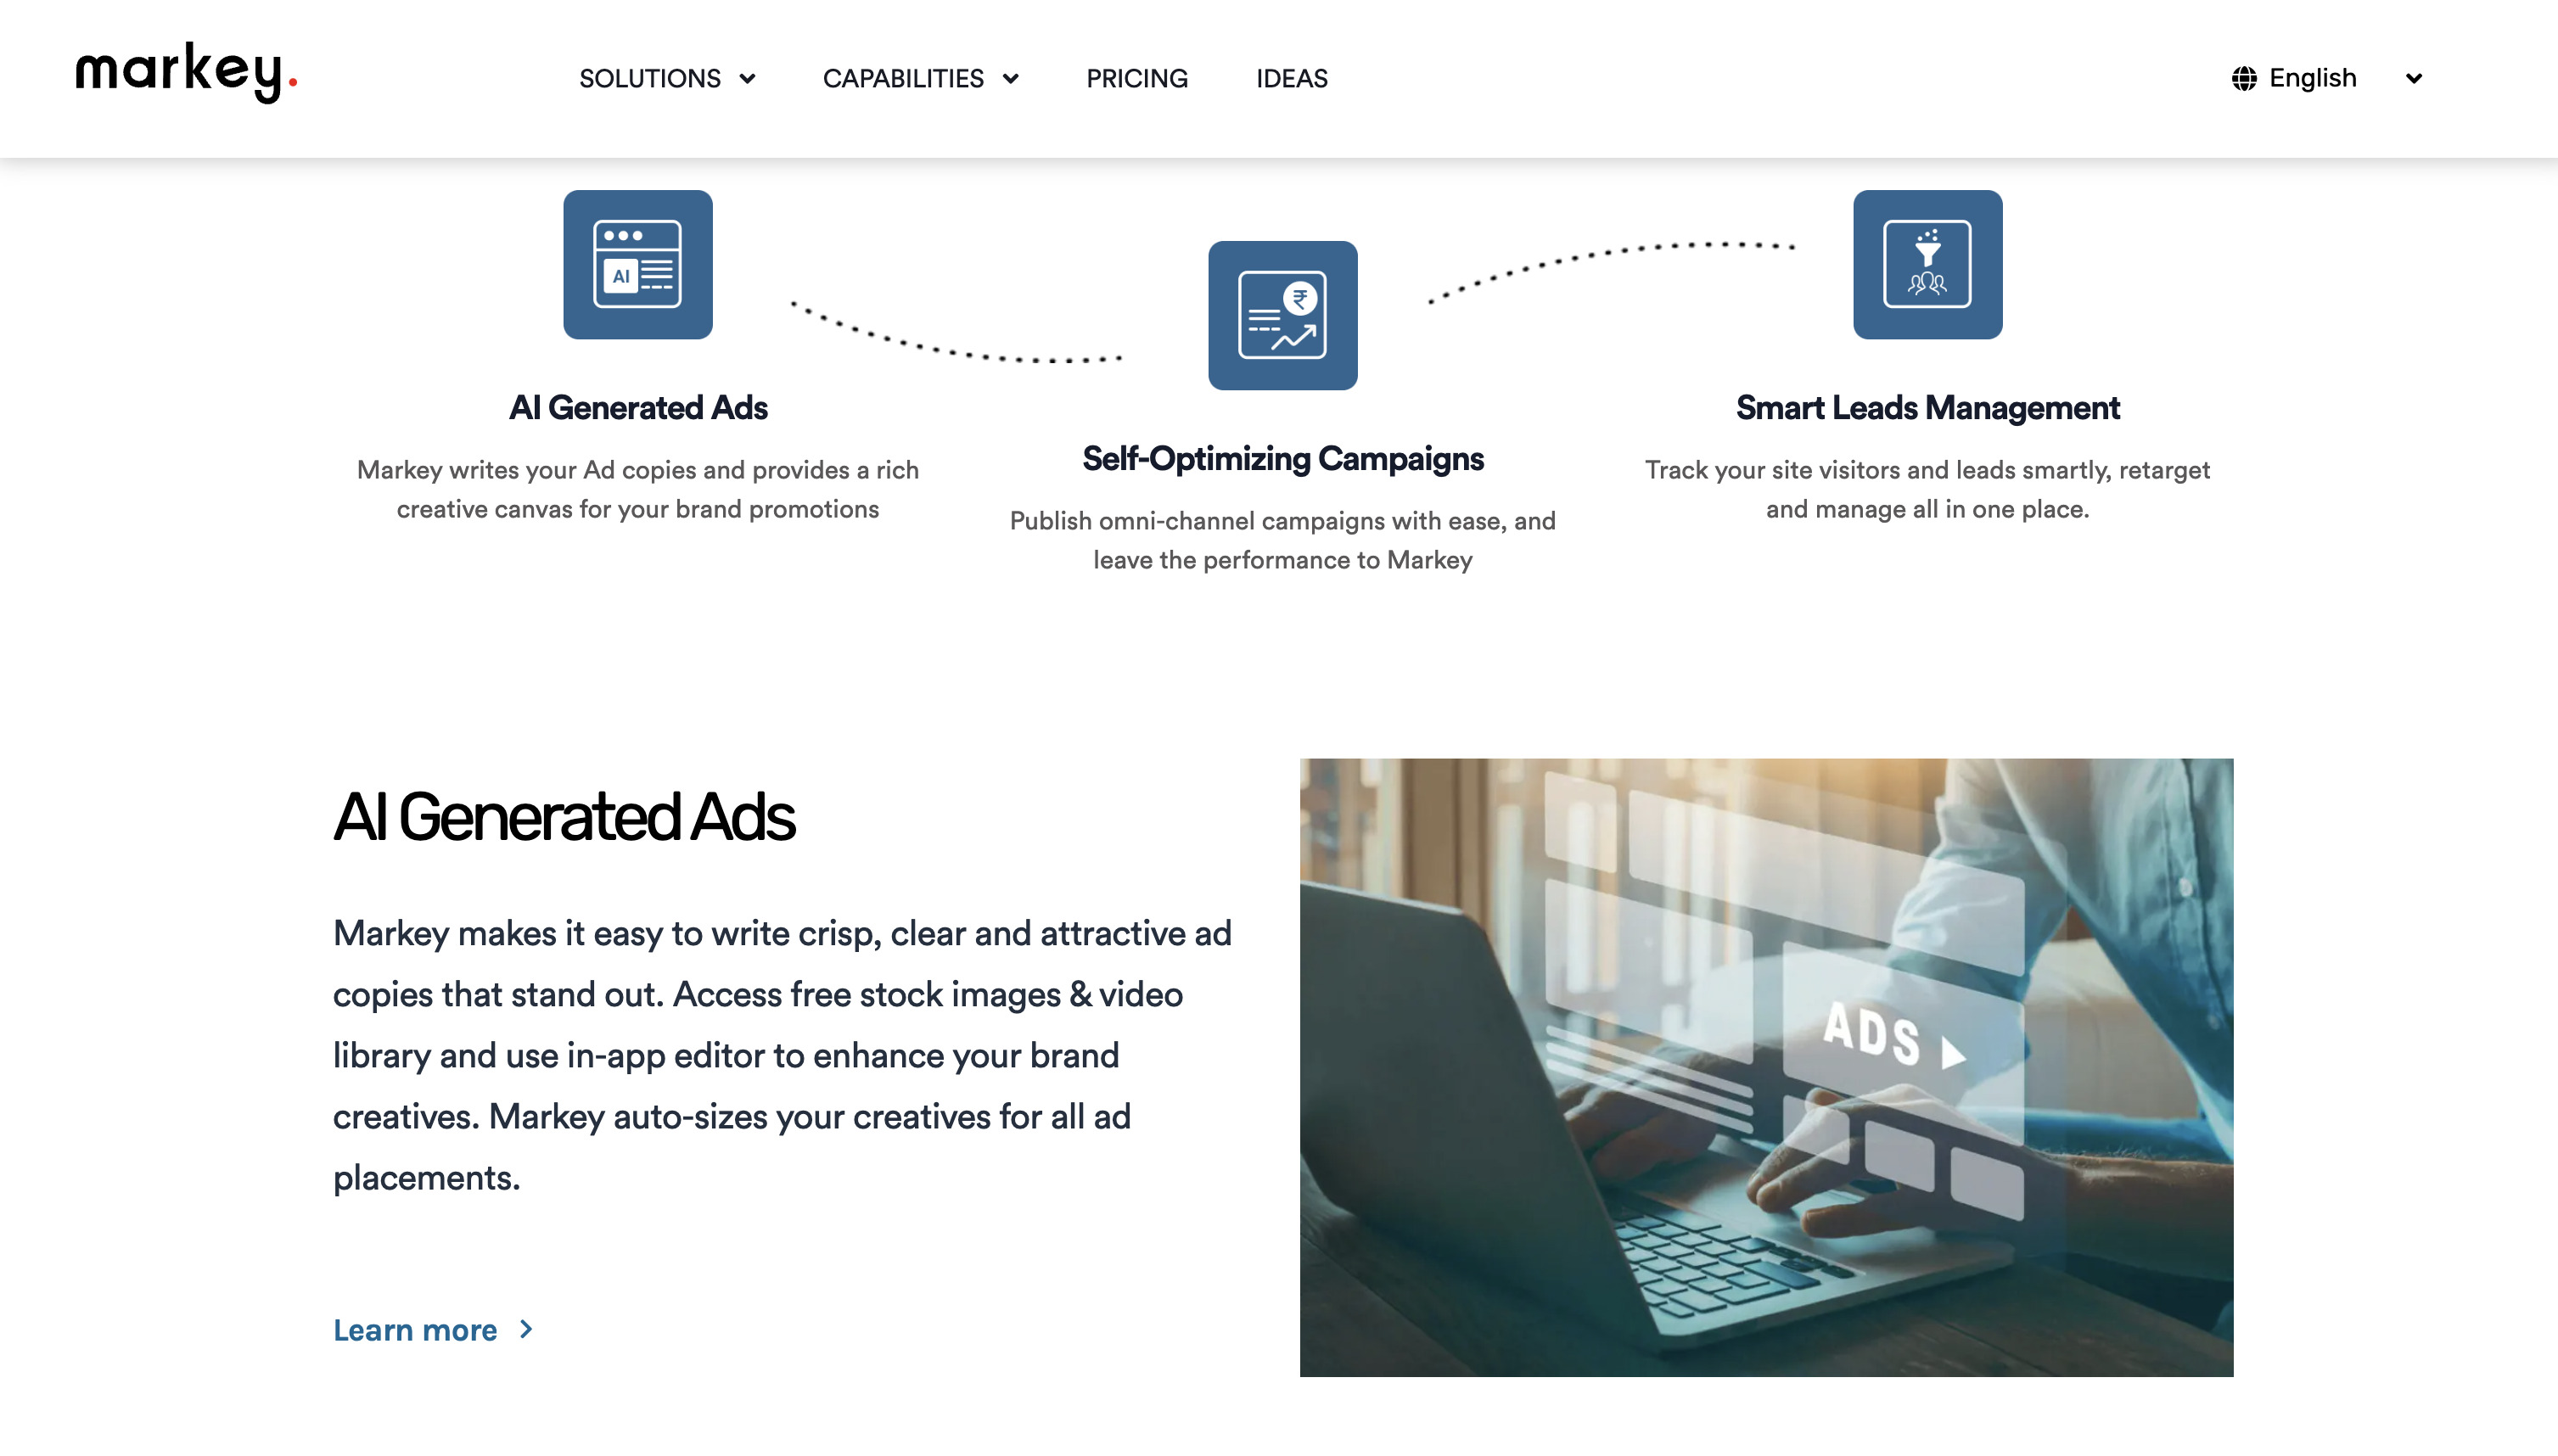 markey.
SOLUTIONS
CAPABILITIES
PRICING
IDEAS
English
AI
₹
AI Generated Ads
Markey writes your Ad copies and provides a rich
creative canvas for your brand promotions
Self-Optimizing Campaigns
Publish omni-channel campaigns with ease, and
leave the performance to Markey
Smart Leads Management
Track your site visitors and leads smartly, retarget
and manage all in one place.
AI Generated Ads
Markey makes it easy to write crisp, clear and attractive ad
copies that stand out. Access free stock images & video
library and use in-app editor to enhance your brand
creatives. Markey auto-sizes your creatives for all ad
placements.
Learn more
ADS